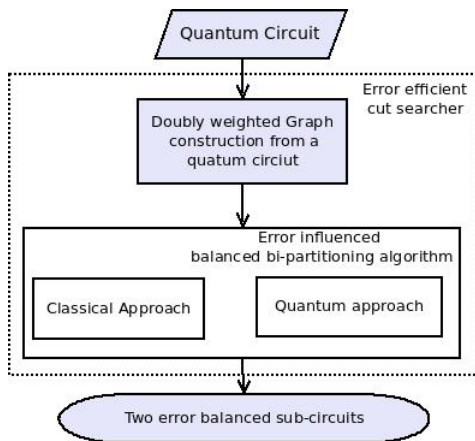 Quantum Circuit
Error efficient
cut searcher
Doubly weighted Graph
construction from a
quatum circiut
Error influenced
balanced bi-partitioning algorithm
Classical Approach
Quantum approach
Two error balanced sub-circuits